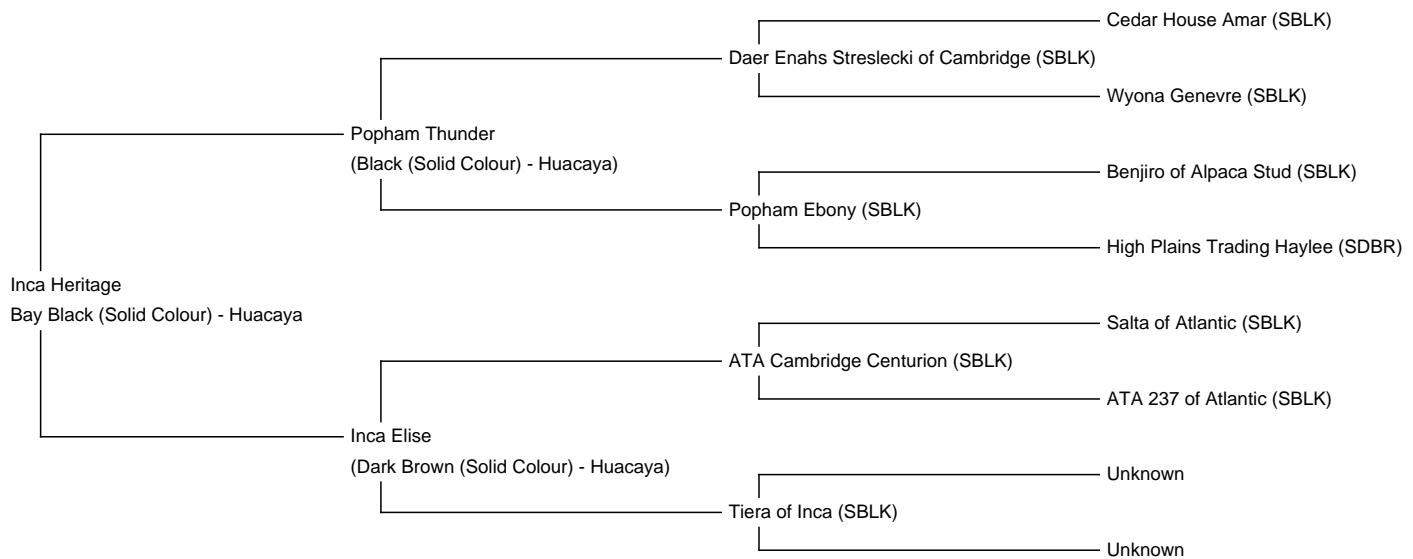 Cedar House Amar (SBLK)
Daer Enahs Streslecki of Cambridge (SBLK)
Wyona Genevre (SBLK)
Popham Thunder
(Black (Solid Colour) - Huacaya)
Benjiro of Alpaca Stud (SBLK)
Popham Ebony (SBLK)
High Plains Trading Haylee (SDBR)
Inca Heritage
Bay Black (Solid Colour) - Huacaya
Salta of Atlantic (SBLK)
ATA Cambridge Centurion (SBLK)
ATA 237 of Atlantic (SBLK)
Inca Elise
(Dark Brown (Solid Colour) - Huacaya)
Unknown
Tiera of Inca (SBLK)
Unknown